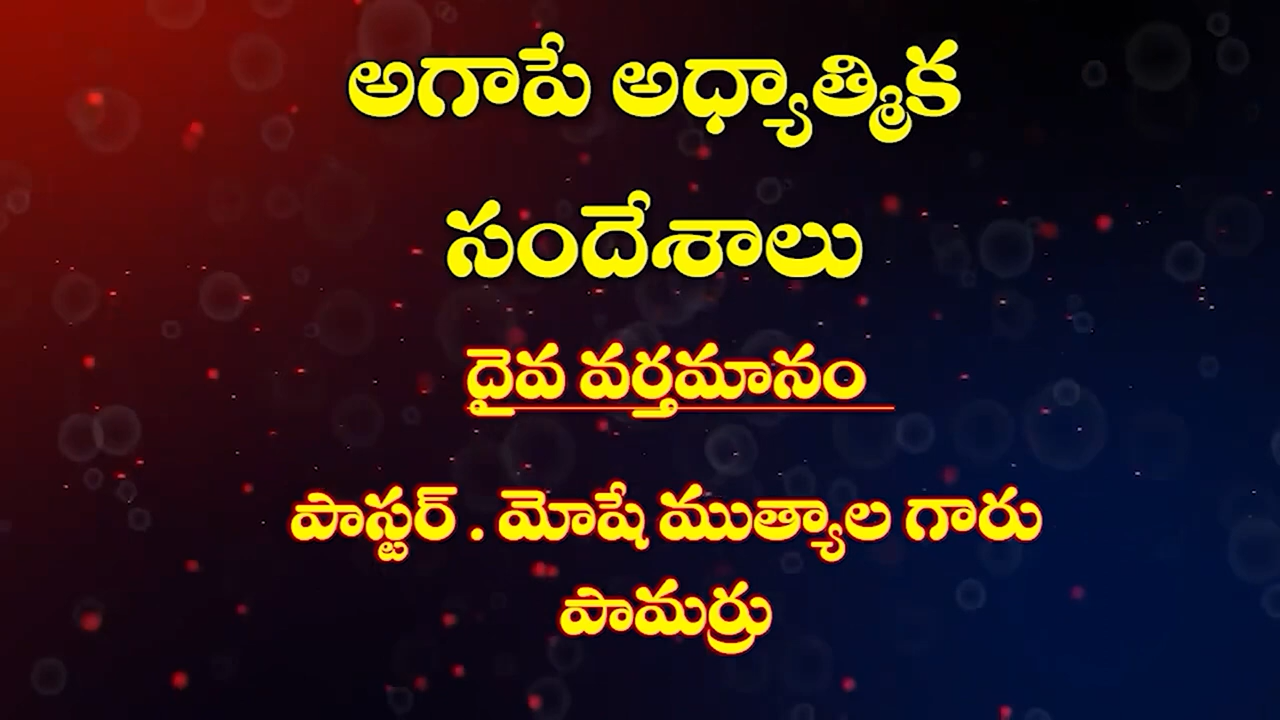 అగాపే అధ్యాత్మిక
సందేశాలు
దైవ వర్తమానం
పాస్టర్ . మోషే ముత్యాల గారు
పామర్రు